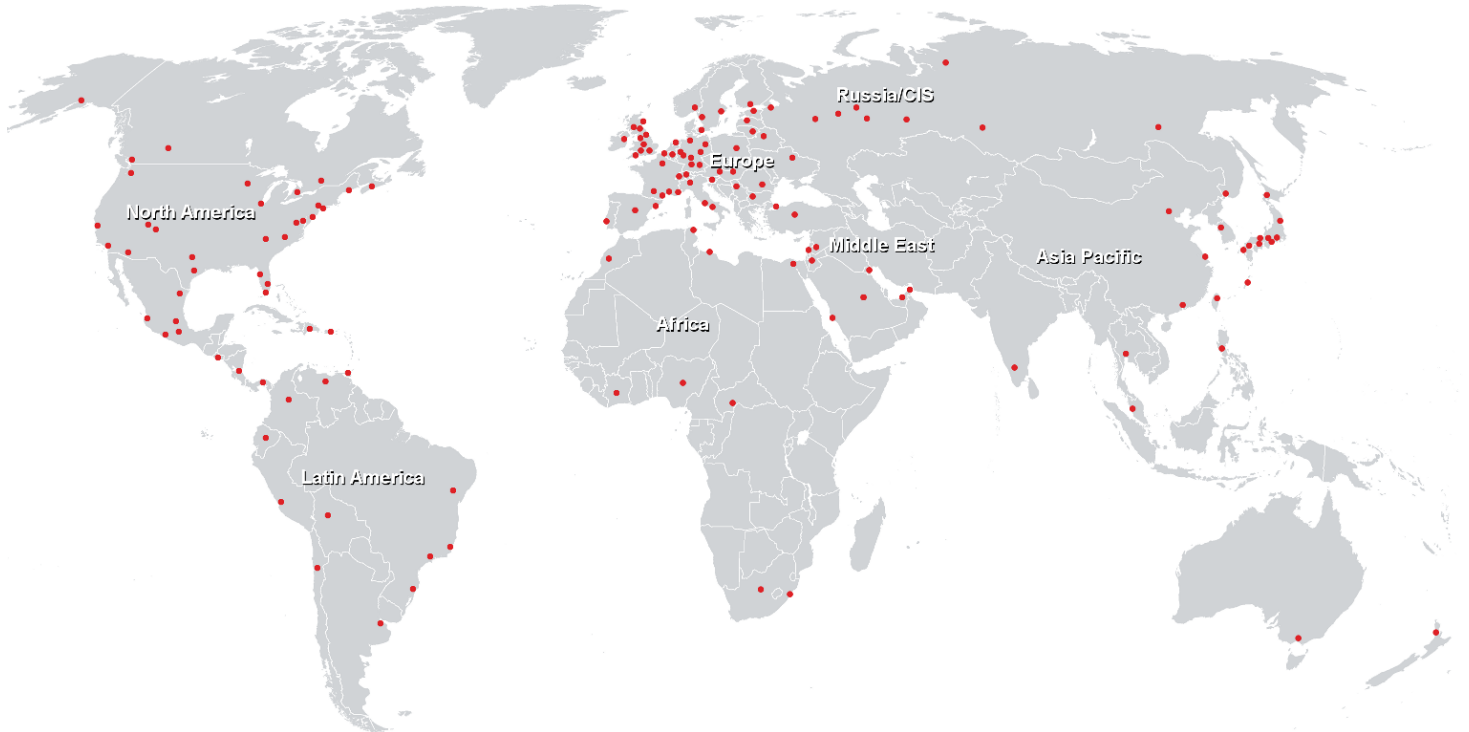 Russia/CIS
Europe
North America
Middle East
Asia Pacific
Africa
Latin America